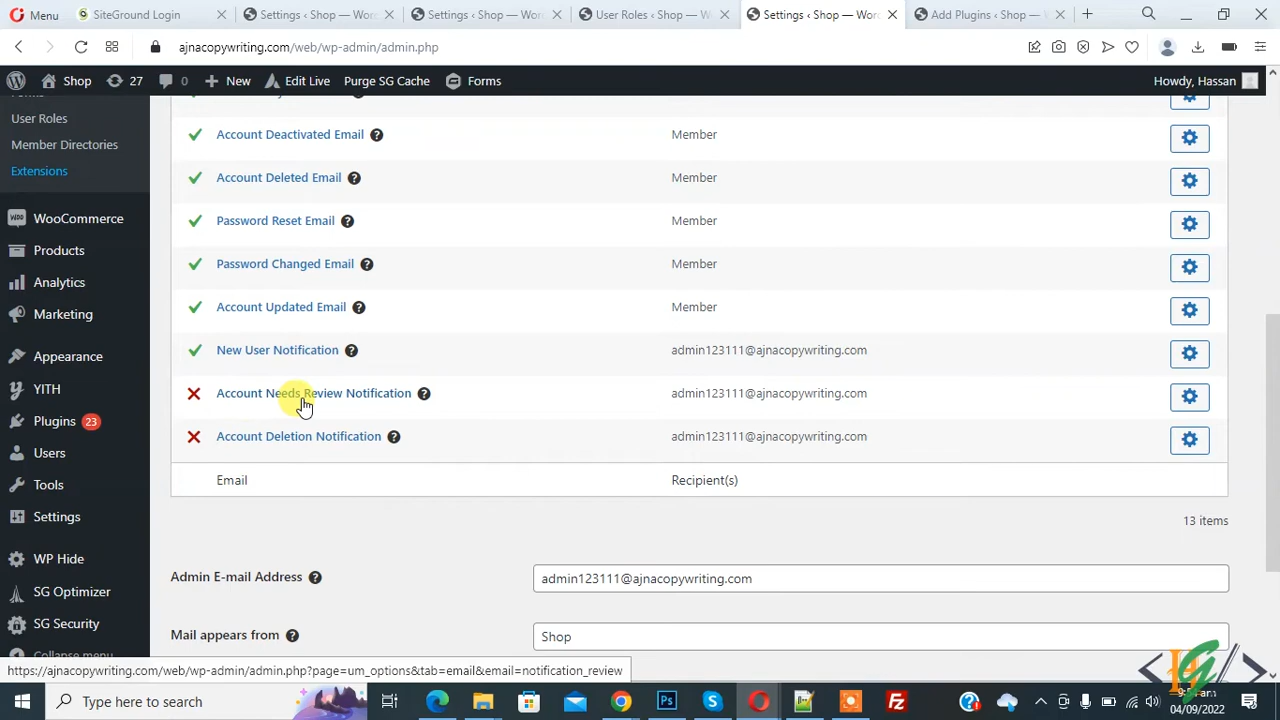 Menu
SiteGround Login
Settings ‹ Shop — Wor
Settings ‹ Shop — Wor
User Roles ‹ Shop — W
Settings ‹ Shop — Wor
Add Plugins ‹ Shop —
ajnacopywriting.com/web/wp-admin/admin.php
Shop 27 0 New Edit Live Purge SG Cache Forms Howdy, Hassan
User Roles
Member Directories
Extensions
WooCommerce
Products
Analytics
Marketing
Appearance
YITH
Plugins 23
Users
Tools
Settings
WP Hide
SG Optimizer
SG Security
Collapse menu
Account Deactivated Email ? Member
Account Deleted Email ? Member
Password Reset Email ? Member
Password Changed Email ? Member
Account Updated Email ? Member
New User Notification ? admin123111@ajnacopywriting.com
Account Needs Review Notification ? admin123111@ajnacopywriting.com
Account Deletion Notification ? admin123111@ajnacopywriting.com
Email Recipient(s)
13 items
Admin E-mail Address ? admin123111@ajnacopywriting.com
Mail appears from ? Shop
https://ajnacopywriting.com/web/wp-admin/admin.php?page=um_options&tab=email&email=notification_review
Type here to search
04/09/2022